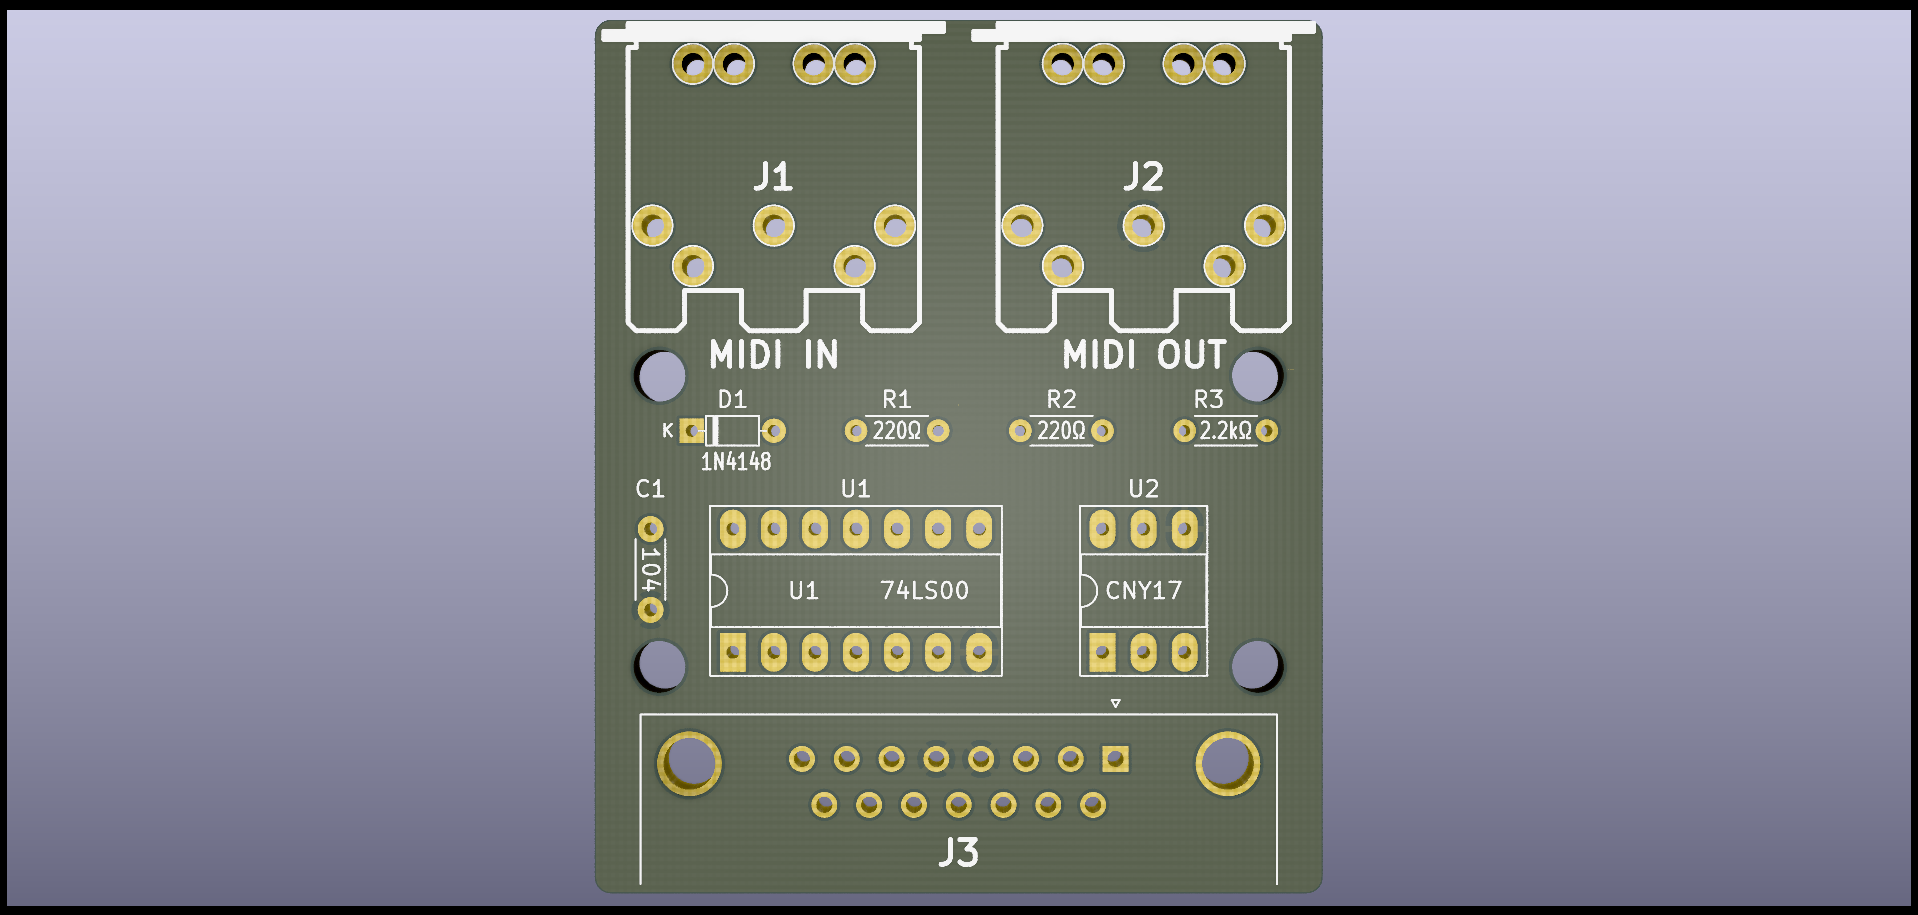 J1
J2
MIDI IN
MIDI OUT
D1
R1
R2
R3
K
220Ω
220Ω
2.2kΩ
1N4148
C1
U1
U2
104
U1 74LS00
CNY17
J3